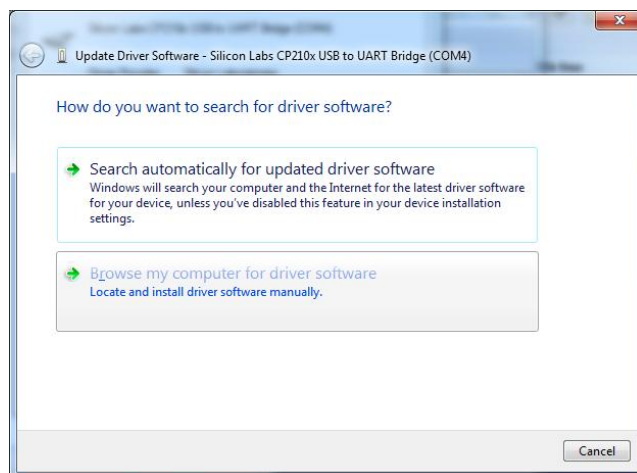 Update Driver Software - Silicon Labs CP210x USB to UART Bridge (COM4)
How do you want to search for driver software?
Search automatically for updated driver software
Windows will search your computer and the Internet for the latest driver software
for your device, unless you've disabled this feature in your device installation
settings.
Browse my computer for driver software
Locate and install driver software manually.
Cancel